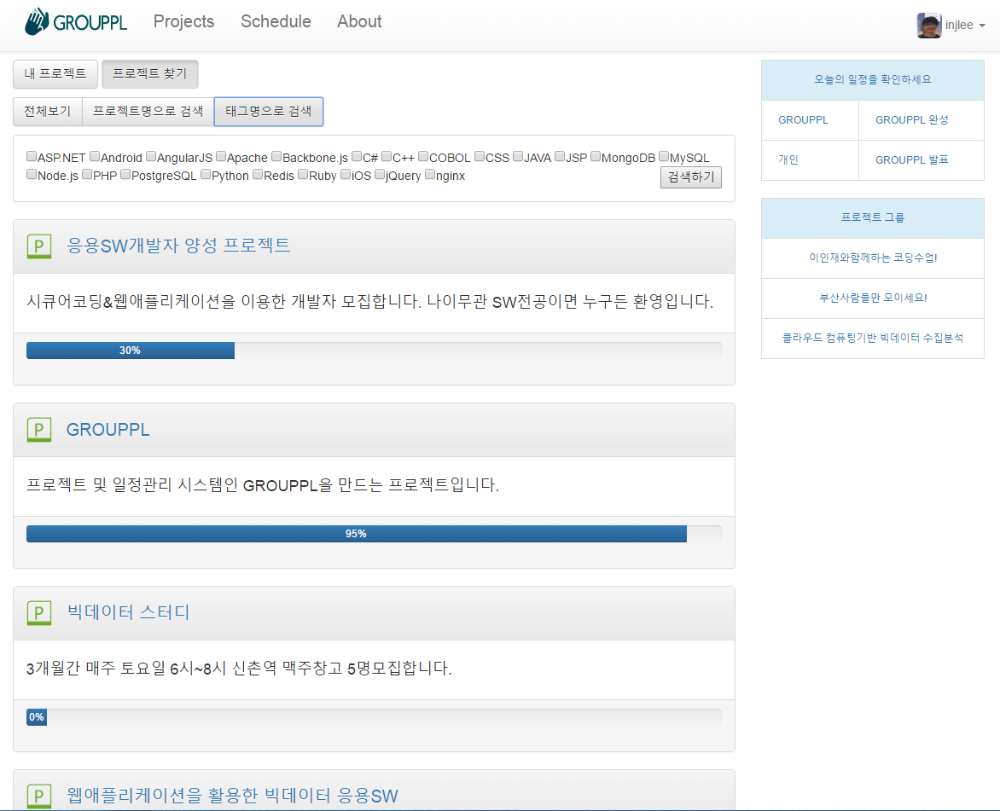 GROUPPL Projects Schedule About injlee
내 프로젝트 프로젝트 찾기
전체보기 프로젝트명으로 검색 태그명으로 검색
ASP.NET Android AngularJS Apache Backbone.js C# C++ COBOL CSS JAVA JSP MongoDB MySQL
Node.js PHP PostgreSQL Python Redis Ruby iOS jQuery nginx 검색하기
P 응용SW개발자 양성 프로젝트
시큐어코딩&웹애플리케이션을 이용한 개발자 모집합니다. 나이무관 SW전공이면 누구든 환영입니다.
30%
P GROUPPL
프로젝트 및 일정관리 시스템인 GROUPPL을 만드는 프로젝트입니다.
95%
P 빅데이터 스터디
3개월간 매주 토요일 6시~8시 신촌역 맥주창고 5명모집합니다.
0%
P 웹애플리케이션을 활용한 빅데이터 응용SW
오늘의 일정을 확인하세요
GROUPPL GROUPPL 완성
개인 GROUPPL 발표
프로젝트 그룹
이인재와함께하는 코딩수업!
부산사람들만 모이세요!
클라우드 컴퓨팅기반 빅데이터 수집분석